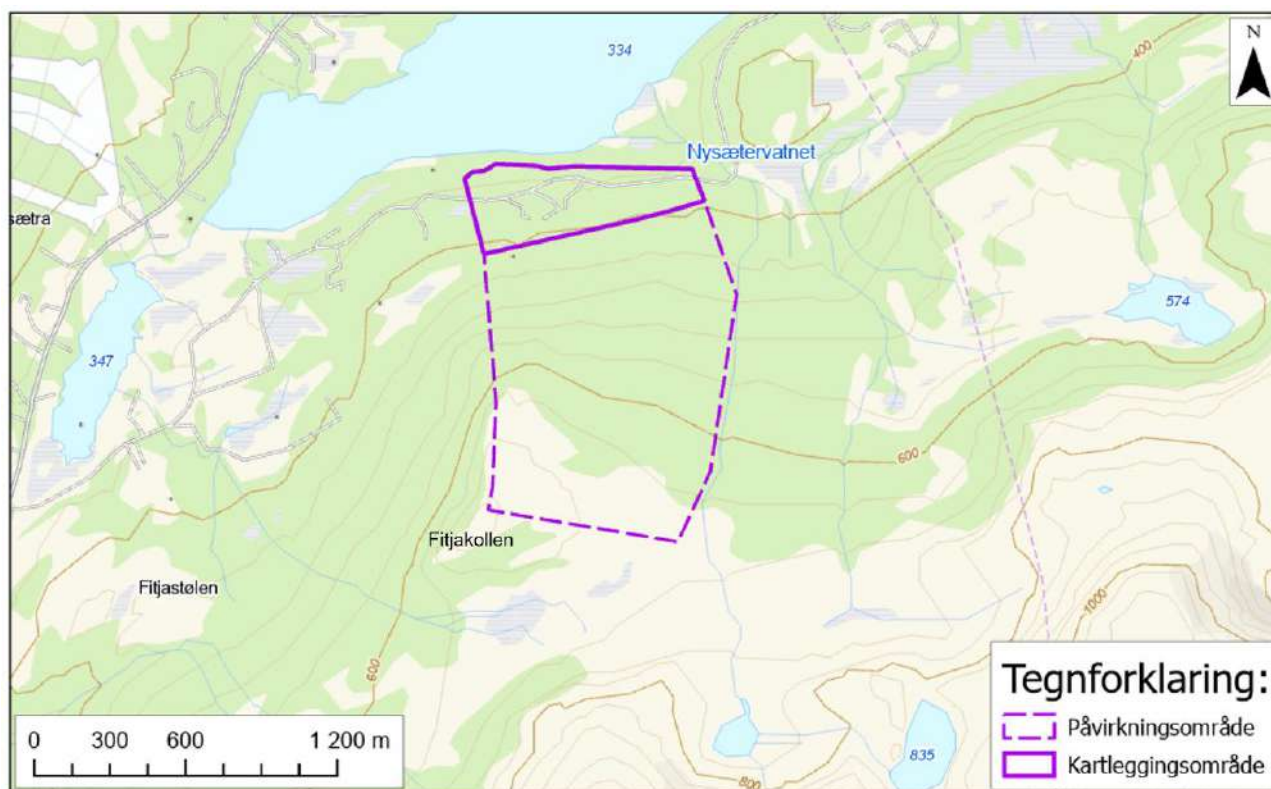 334
400
N
Nysætervatnet
sætra
574
347
600
Fitjakollen
Fitjastølen
1000
600
835
800
Tegnforklaring:
Påvirkningsområde
Kartleggingsområde
0 300 600 1 200 m